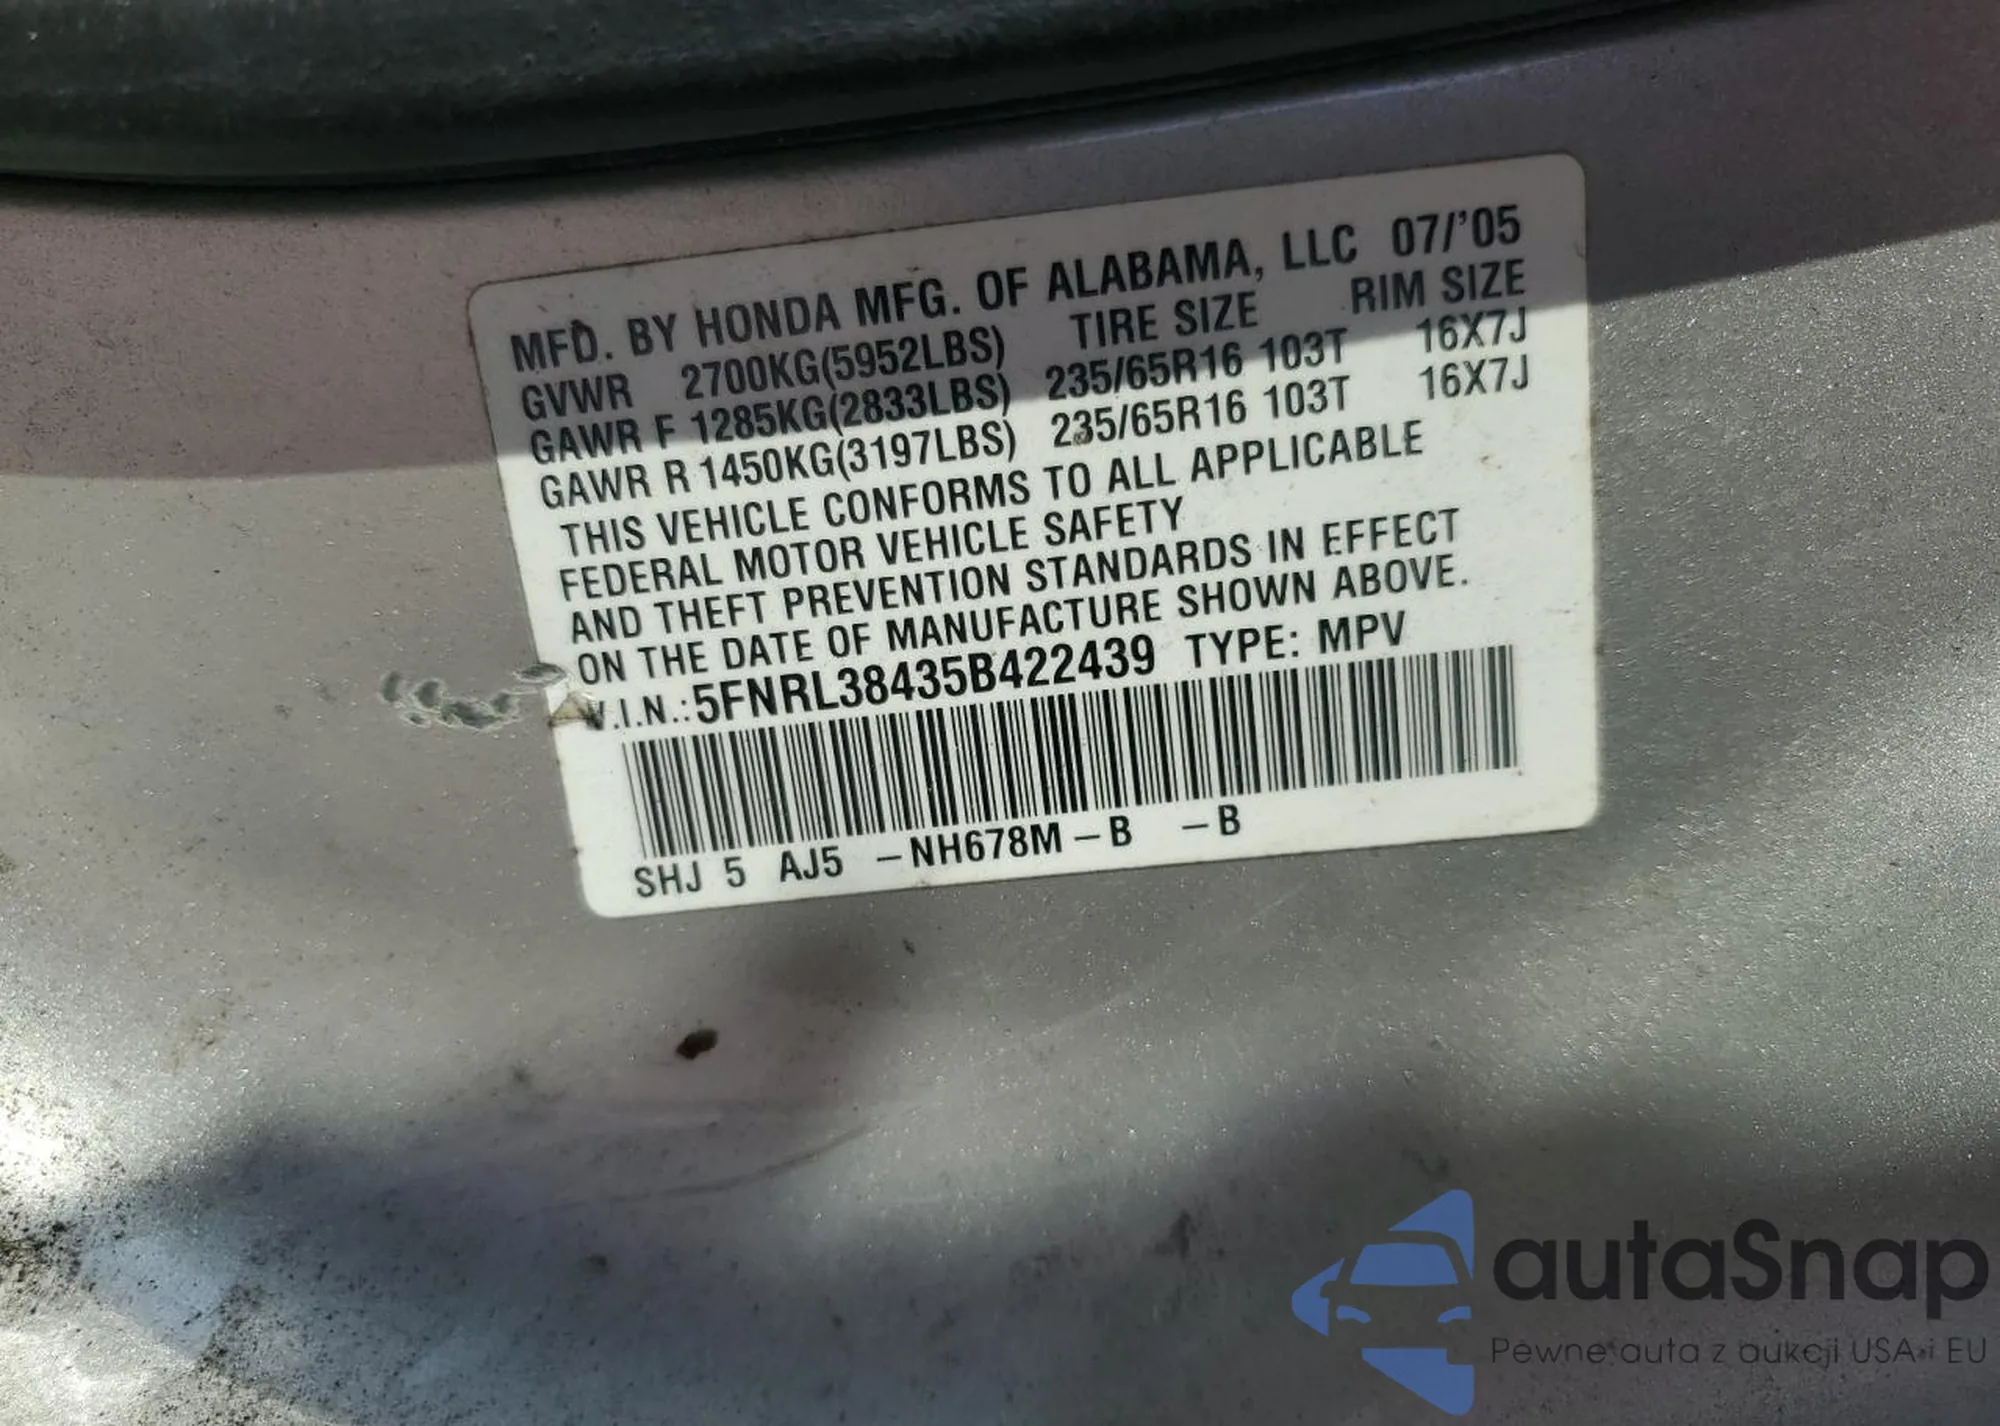 MFD. BY HONDA MFG. OF ALABAMA, LLC 07/'05
GVWR 2700KG(5952LBS) TIRE SIZE RIM SIZE
GAWR F 1285KG(2833LBS) 235/65R16 103T 16X7J
GAWR R 1450KG(3197LBS) 235/65R16 103T 16X7J
THIS VEHICLE CONFORMS TO ALL APPLICABLE
FEDERAL MOTOR VEHICLE SAFETY
AND THEFT PREVENTION STANDARDS IN EFFECT
ON THE DATE OF MANUFACTURE SHOWN ABOVE.
V.I.N.:5FNRL38435B422439 TYPE: MPV
SHJ 5 AJ5 –NH678M–B –B
autaSnap
Pewne auta z aukcji USA i EU